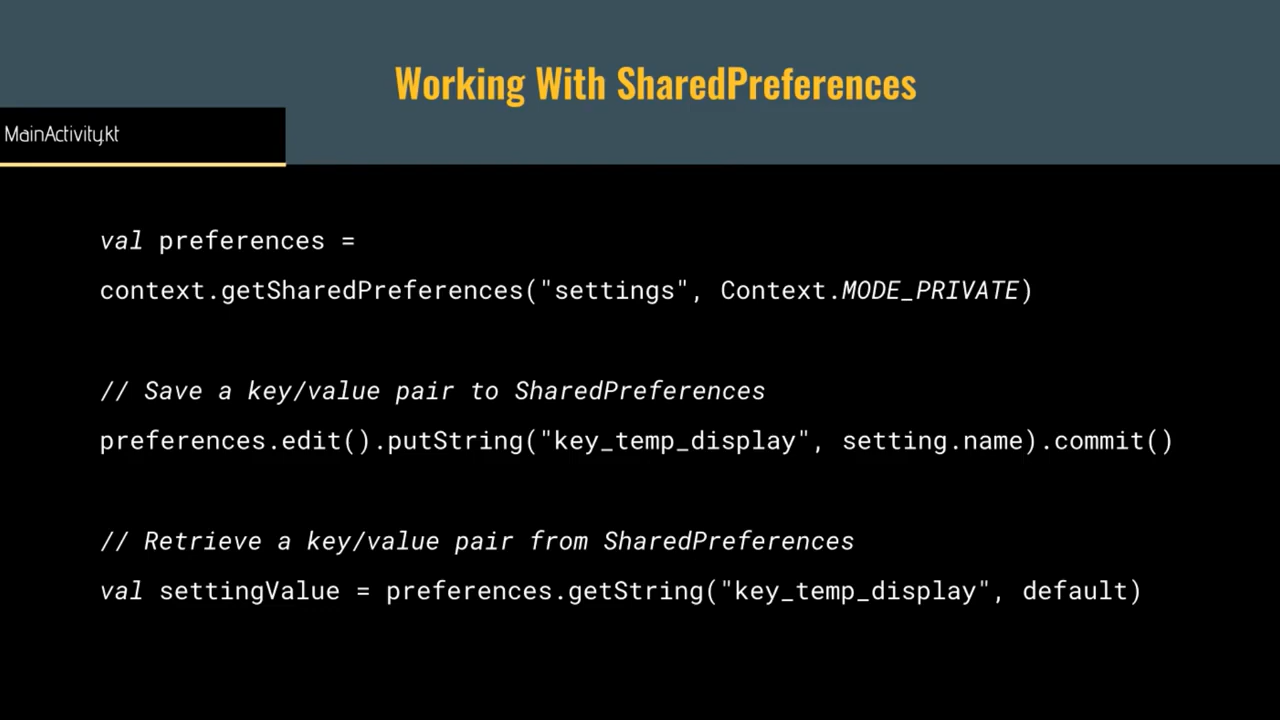 Working With SharedPreferences
MainActivity.kt
val preferences =
context.getSharedPreferences("settings", Context.MODE_PRIVATE)
// Save a key/value pair to SharedPreferences
preferences.edit().putString("key_temp_display", setting.name).commit()
// Retrieve a key/value pair from SharedPreferences
val settingValue = preferences.getString("key_temp_display", default)